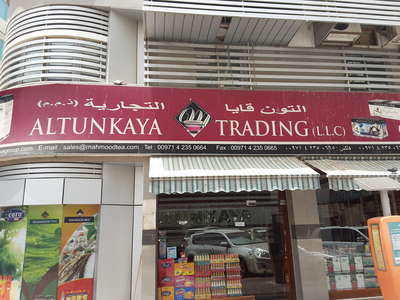 التون قايا التجارية (ذ.م.م)
ALTUNKAYA TRADING (LLC)
E-mail : sales@mahmoodtea.com Tel : 00971 4 235 0664 Fax : 00971 4 235 0665